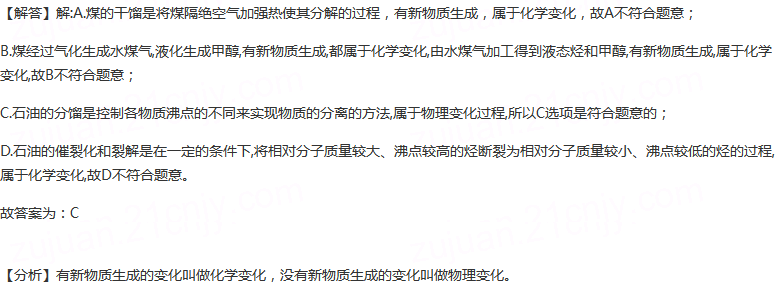 【解答】解:A.煤的干馏是将煤隔绝空气加强热使其分解的过程，有新物质生成，属于化学变化，故A不符合题意；
B.煤经过气化生成水煤气,液化生成甲醇,有新物质生成,都属于化学变化,由水煤气加工得到液态烃和甲醇,有新物质生成,属于化学
变化,故B不符合题意；
C.石油的分馏是控制各物质沸点的不同来实现物质的分离的方法,属于物理变化过程,所以C选项是符合题意的；
D.石油的催裂化和裂解是在一定的条件下,将相对分子质量较大、沸点较高的烃断裂为相对分子质量较小、沸点较低的烃的过程,
属于化学变化,故D不符合题意。
故答案为：C
【分析】有新物质生成的变化叫做化学变化，没有新物质生成的变化叫做物理变化。